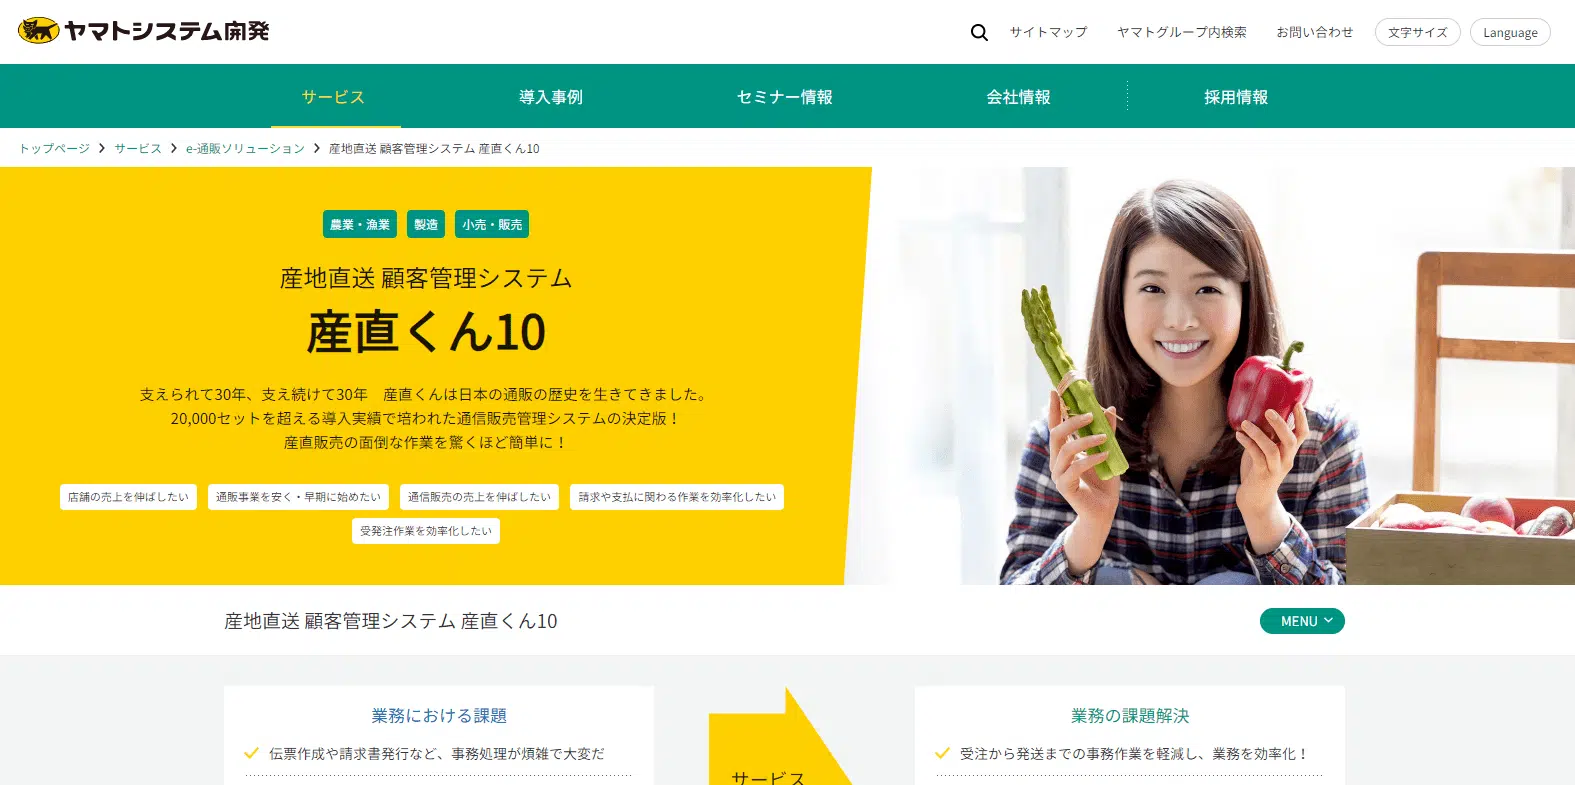 ヤマトシステム開発
サイトマップ
ヤマトグループ内検索
お問い合わせ
文字サイズ
Language
サービス
導入事例
セミナー情報
会社情報
採用情報
トップページ > サービス > e-通販ソリューション > 産地直送 顧客管理システム 産直くん10
農業・漁業
製造
小売・販売
産地直送 顧客管理システム
産直くん10
支えられて30年、支え続けて30年　産直くんは日本の通販の歴史を生きてきました。
20,000セットを超える導入実績で培われた通信販売管理システムの決定版！
産直販売の面倒な作業を驚くほど簡単に！
店舗の売上を伸ばしたい
通販事業を安く・早期に始めたい
通信販売の売上を伸ばしたい
請求や支払に関わる作業を効率化したい
受発注作業を効率化したい
産地直送 顧客管理システム 産直くん10
MENU
業務における課題
伝票作成や請求書発行など、事務処理が煩雑で大変だ
サービス
業務の課題解決
受注から発送までの事務作業を軽減し、業務を効率化！